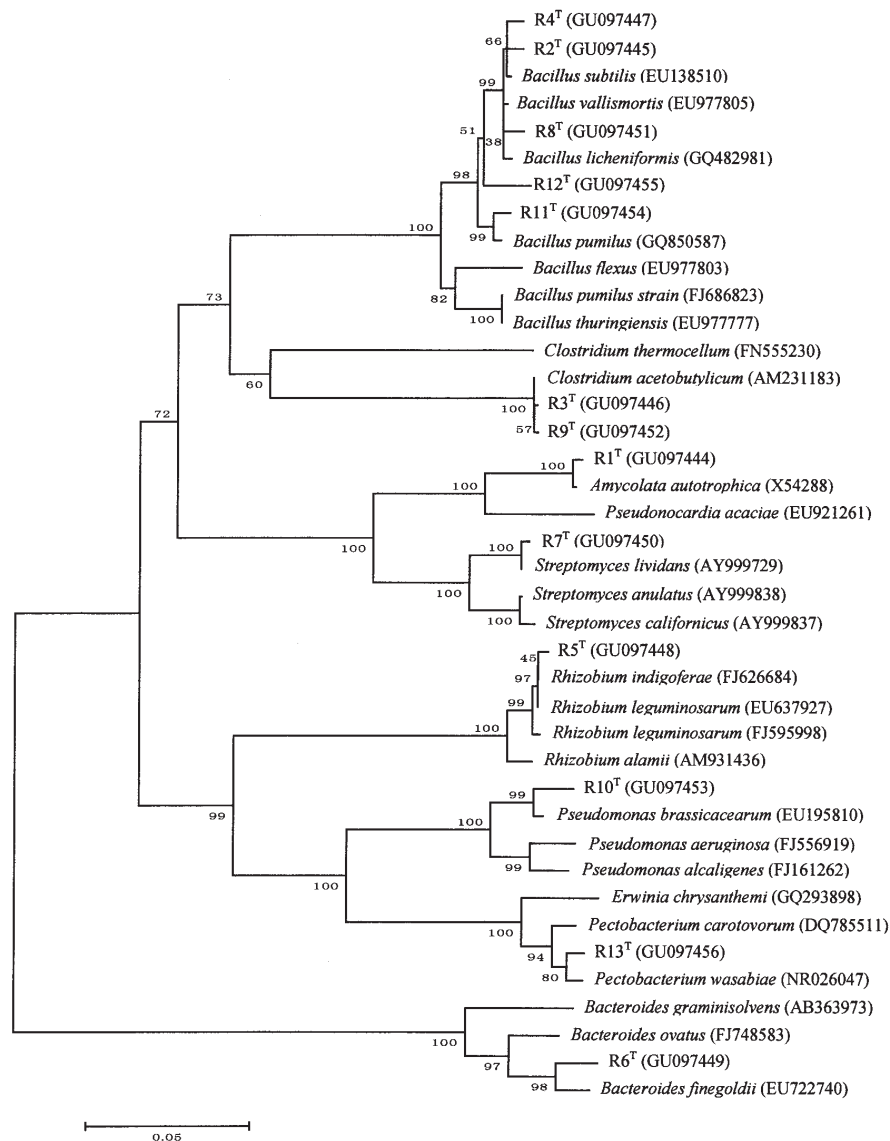 R4ᵀ (GU097447)
66
R2ᵀ (GU097445)
Bacillus subtilis (EU138510)
99
Bacillus vallismortis (EU977805)
51
R8ᵀ (GU097451)
38
Bacillus licheniformis (GQ482981)
98
R12ᵀ (GU097455)
R11ᵀ (GU097454)
100
99
Bacillus pumilus (GQ850587)
Bacillus flexus (EU977803)
82
Bacillus pumilus strain (FJ686823)
73
100
Bacillus thuringiensis (EU977777)
Clostridium thermocellum (FN555230)
60
Clostridium acetobutylicum (AM231183)
R3ᵀ (GU097446)
100
72
57
R9ᵀ (GU097452)
R1ᵀ (GU097444)
100
100
Amycolata autotrophica (X54288)
Pseudonocardia acaciae (EU921261)
R7ᵀ (GU097450)
100
100
Streptomyces lividans (AY999729)
100
Streptomyces anulatus (AY999838)
100
Streptomyces californicus (AY999837)
R5ᵀ (GU097448)
45
97
Rhizobium indigoferae (FJ626684)
99
Rhizobium leguminosarum (EU637927)
100
Rhizobium leguminosarum (FJ595998)
Rhizobium alamii (AM931436)
R10ᵀ (GU097453)
99
99
Pseudomonas brassicacearum (EU195810)
100
Pseudomonas aeruginosa (FJ556919)
99
Pseudomonas alcaligenes (FJ161262)
100
Erwinia chrysanthemi (GQ293898)
Pectobacterium carotovorum (DQ785511)
100
R13ᵀ (GU097456)
94
80
Pectobacterium wasabiae (NR026047)
Bacteroides graminisolvens (AB363973)
100
Bacteroides ovatus (FJ748583)
R6ᵀ (GU097449)
97
98
Bacteroides finegoldii (EU722740)
0.05